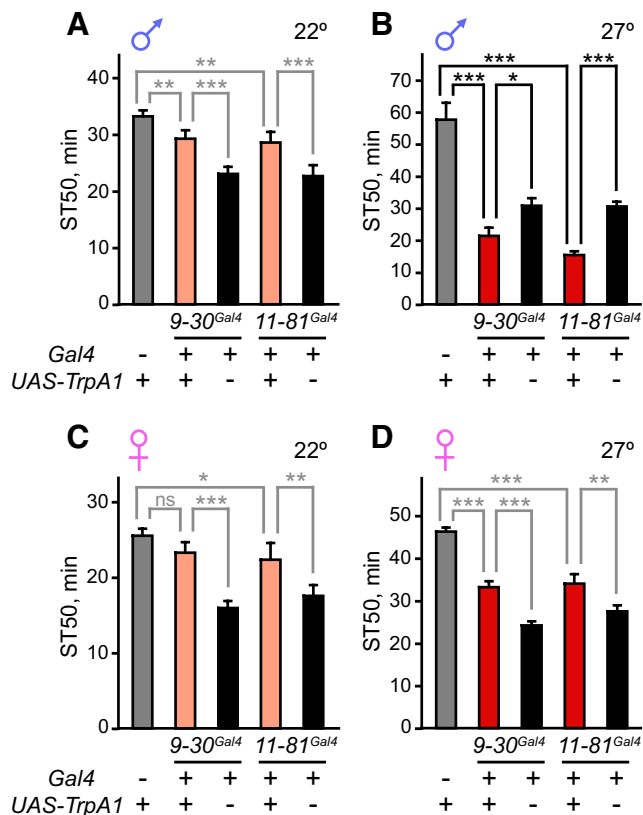 A 22º
ST50, min
40
30
20
10
0
** ** *** ***
9-30Gal4 11-81Gal4
Gal4 - + + + +
UAS-TrpA1 + + - + -
B 27º
ST50, min
70
60
50
40
30
20
10
0
*** *** * ***
9-30Gal4 11-81Gal4
- + + + +
+ + - + -
C 22º
ST50, min
30
20
10
0
* ns *** **
9-30Gal4 11-81Gal4
Gal4 - + + + +
UAS-TrpA1 + + - + -
D 27º
ST50, min
50
40
30
20
10
0
*** *** *** **
9-30Gal4 11-81Gal4
- + + + +
+ + - + -